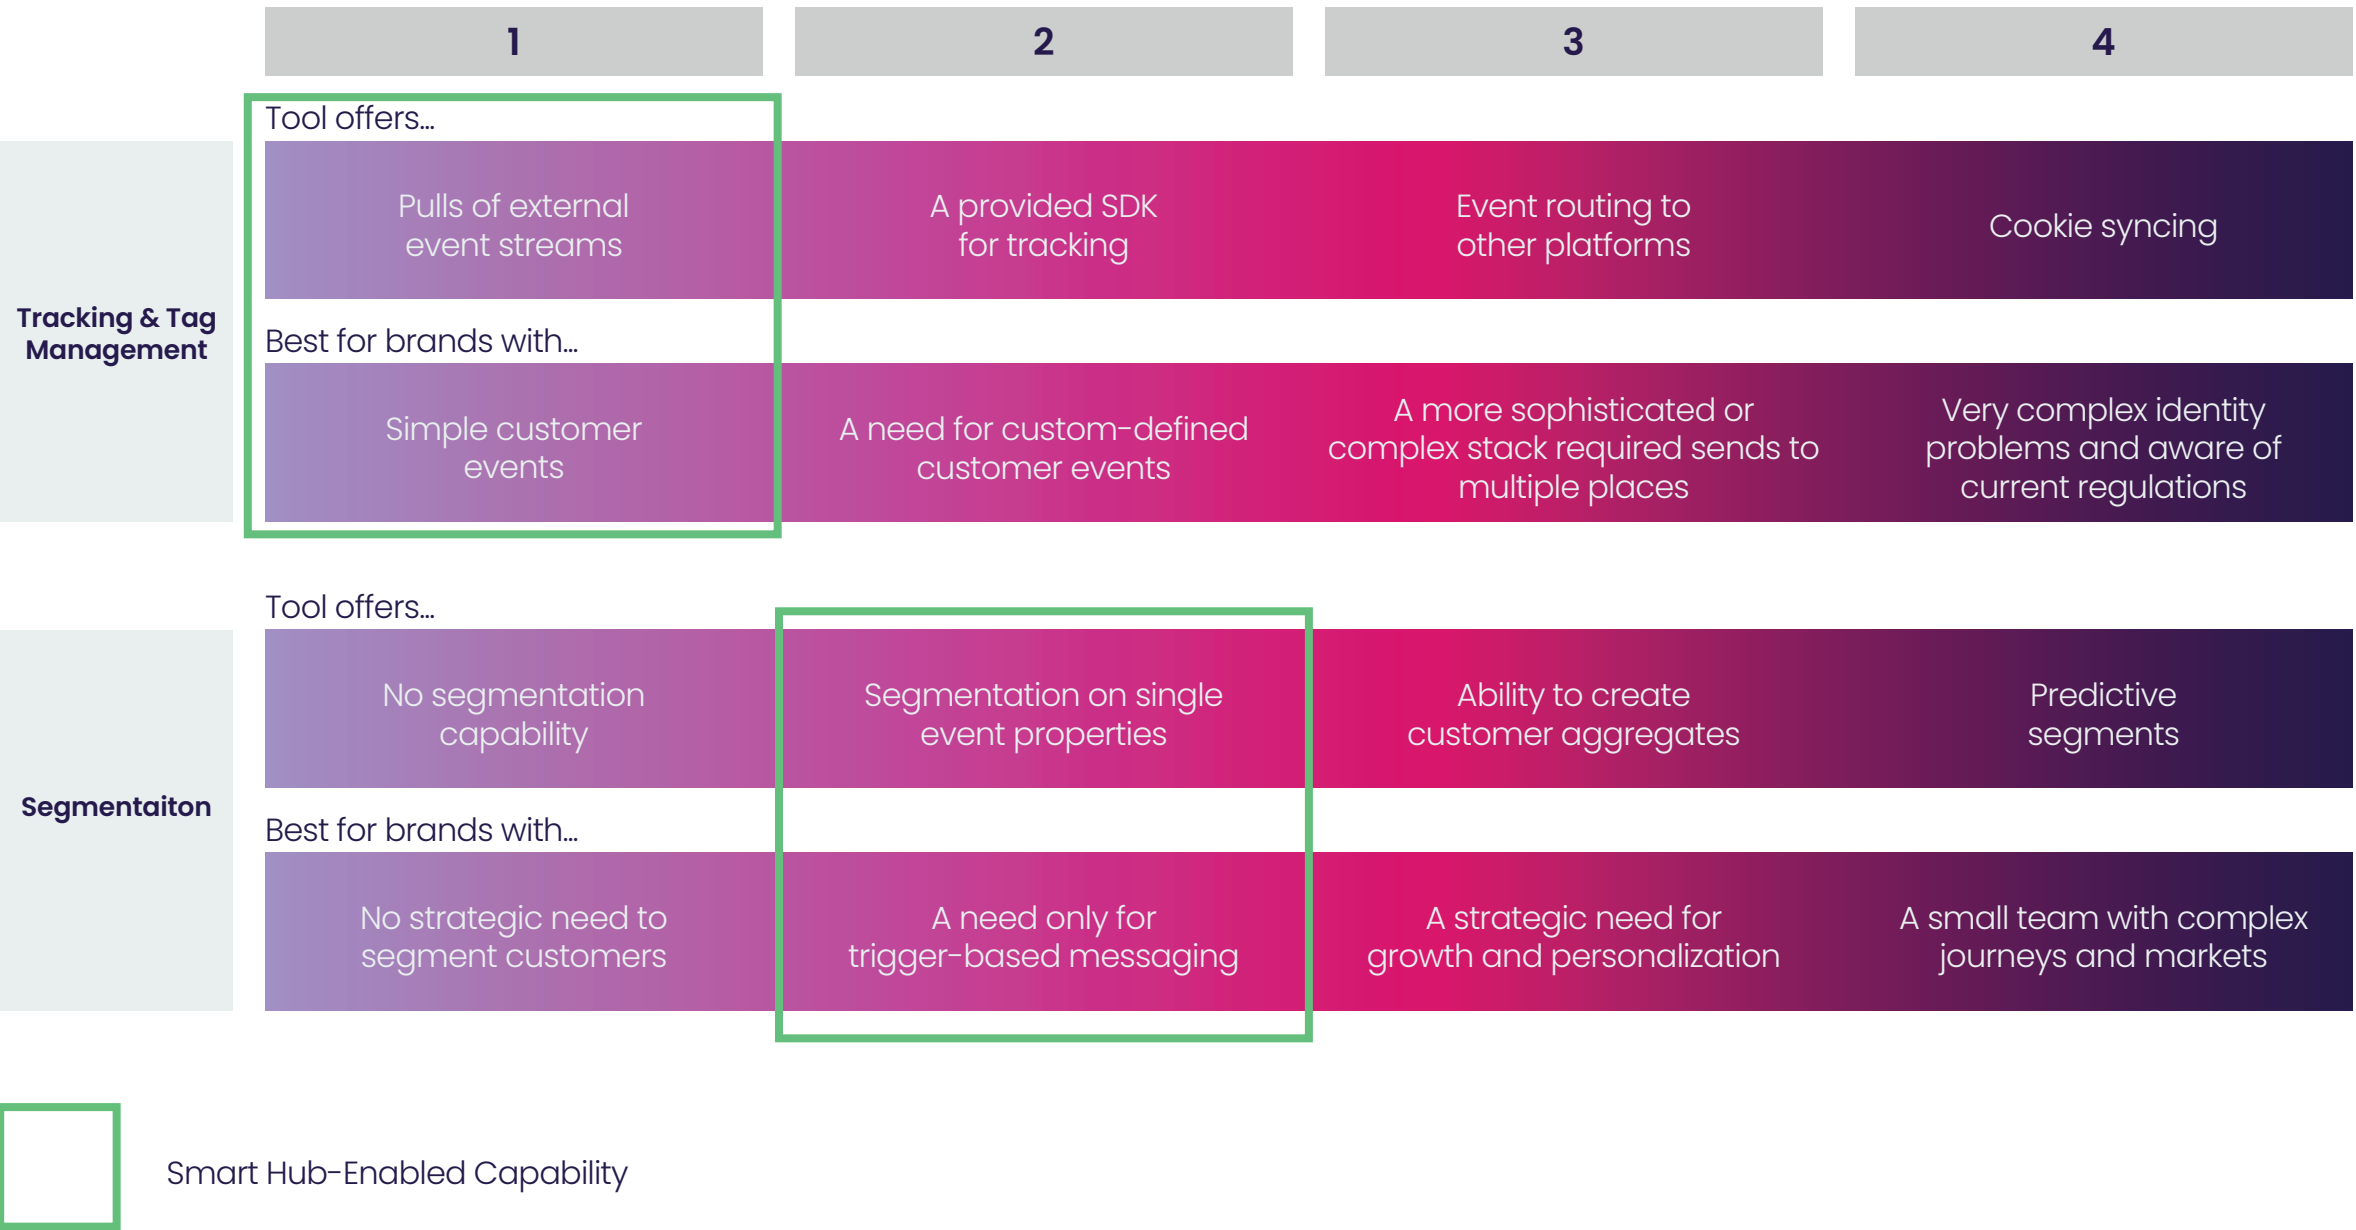 1
2
3
4
Tool offers...
Pulls of external
event streams
A provided SDK
for tracking
Event routing to
other platforms
Cookie syncing
Tracking & Tag
Management
Best for brands with...
Simple customer
events
A need for custom-defined
customer events
A more sophisticated or
complex stack required sends to
multiple places
Very complex identity
problems and aware of
current regulations
Tool offers...
No segmentation
capability
Segmentation on single
event properties
Ability to create
customer aggregates
Predictive
segments
Segmentaiton
Best for brands with...
No strategic need to
segment customers
A need only for
trigger-based messaging
A strategic need for
growth and personalization
A small team with complex
journeys and markets
Smart Hub-Enabled Capability